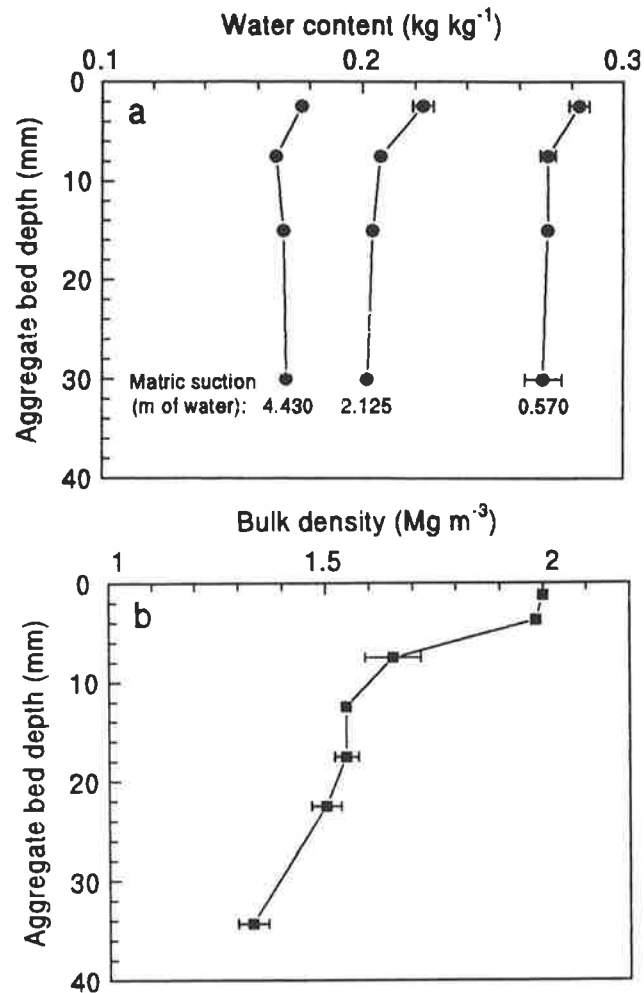 Water content (kg kg⁻¹)
0.1 0.2 0.3
a
Aggregate bed depth (mm)
0
10
20
30
40
Matric suction
(m of water): 4.430 2.125 0.570
Bulk density (Mg m⁻³)
1 1.5 2
b
Aggregate bed depth (mm)
0
10
20
30
40